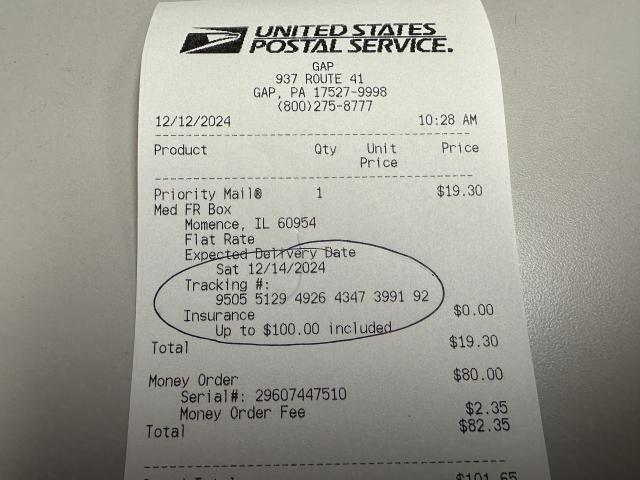 UNITED STATES
POSTAL SERVICE.
GAP
937 ROUTE 41
GAP, PA 17527-9998
(800)275-8777
12/12/2024 10:28 AM
Product Qty Unit Price
Price
Priority Mail® 1 $19.30
Med FR Box
Momence, IL 60954
Flat Rate
Expected Delivery Date
Sat 12/14/2024
Tracking #:
9505 5129 4926 4347 3991 92
Insurance $0.00
Up to $100.00 included
Total $19.30
Money Order $80.00
Serial#: 29607447510
Money Order Fee $2.35
Total $82.35
Grand Total $101.65